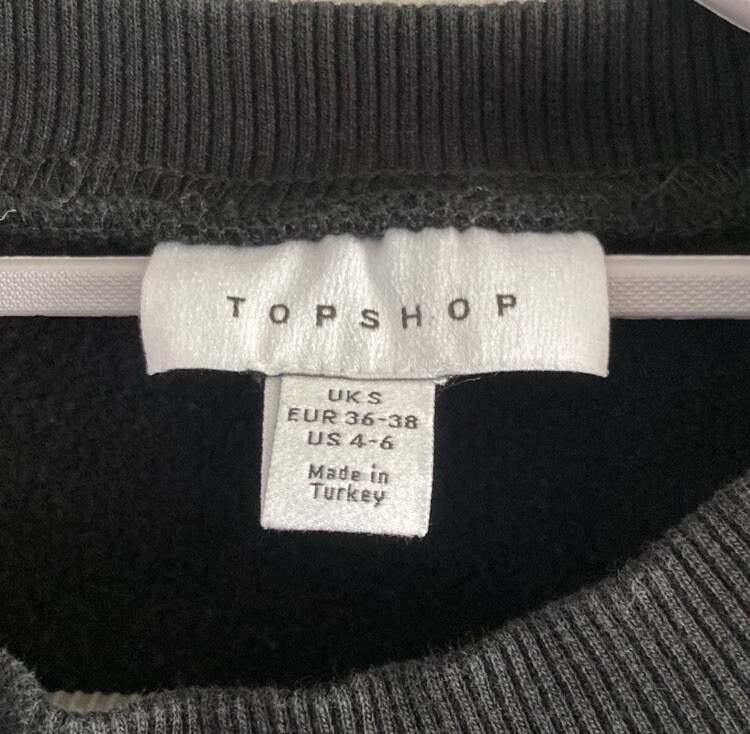 TOPSHOP
UK S
EUR 36-38
US 4-6
Made in
Turkey